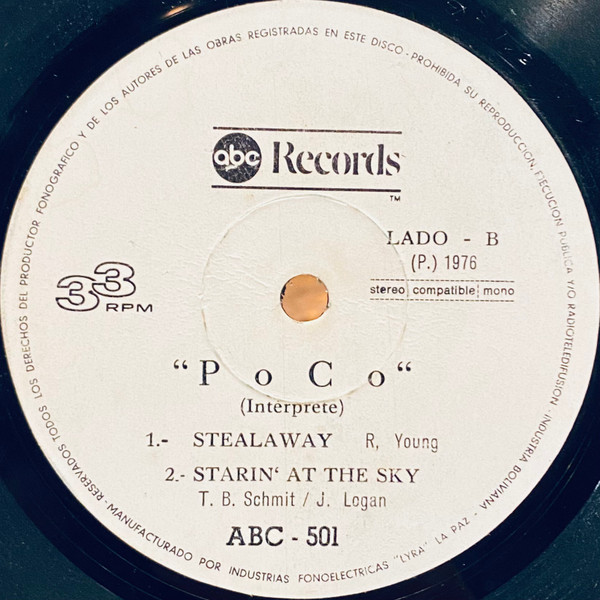 RESERVADOS TODOS LOS DERECHOS DEL PRODUCTOR FONOGRAFICO Y DE LOS AUTORES DE LAS OBRAS REGISTRADAS EN ESTE DISCO - PROHIBIDA SU REPRODUCCION, EJECUCION PUBLICA Y/O RADIOTELEDIFUSION - INDUSTRIA BOLIVIANA
abc Records
TM
LADO - B
(P.) 1976
stereo compatible mono
33 RPM
"PoCo"
(Intérprete)
1.- STEALAWAY R, Young
2.- STARIN' AT THE SKY
T. B. Schmit / J. Logan
ABC - 501
· MANUFACTURADO POR INDUSTRIAS FONOELECTRICAS "LYRA" LA PAZ -